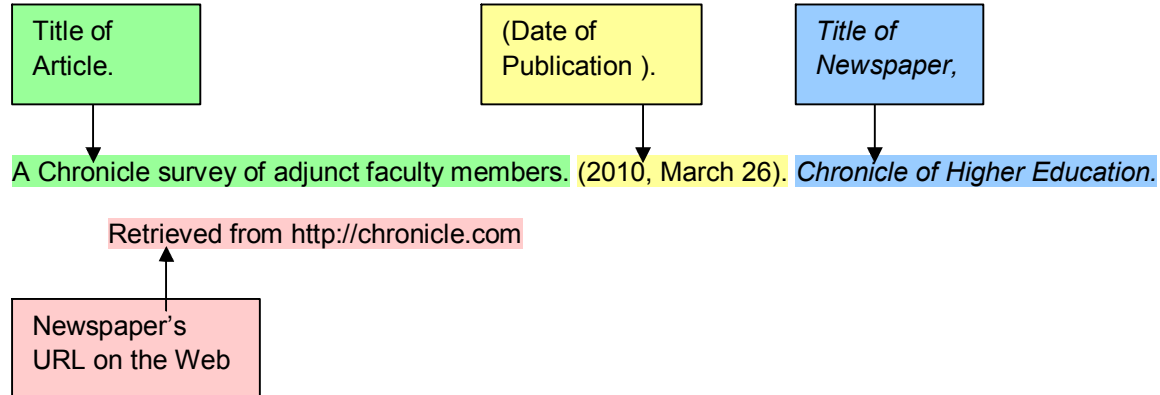 Title of
Article.
(Date of
Publication ).
Title of
Newspaper,
A Chronicle survey of adjunct faculty members. (2010, March 26). Chronicle of Higher Education.
Retrieved from http://chronicle.com
Newspaper’s
URL on the Web